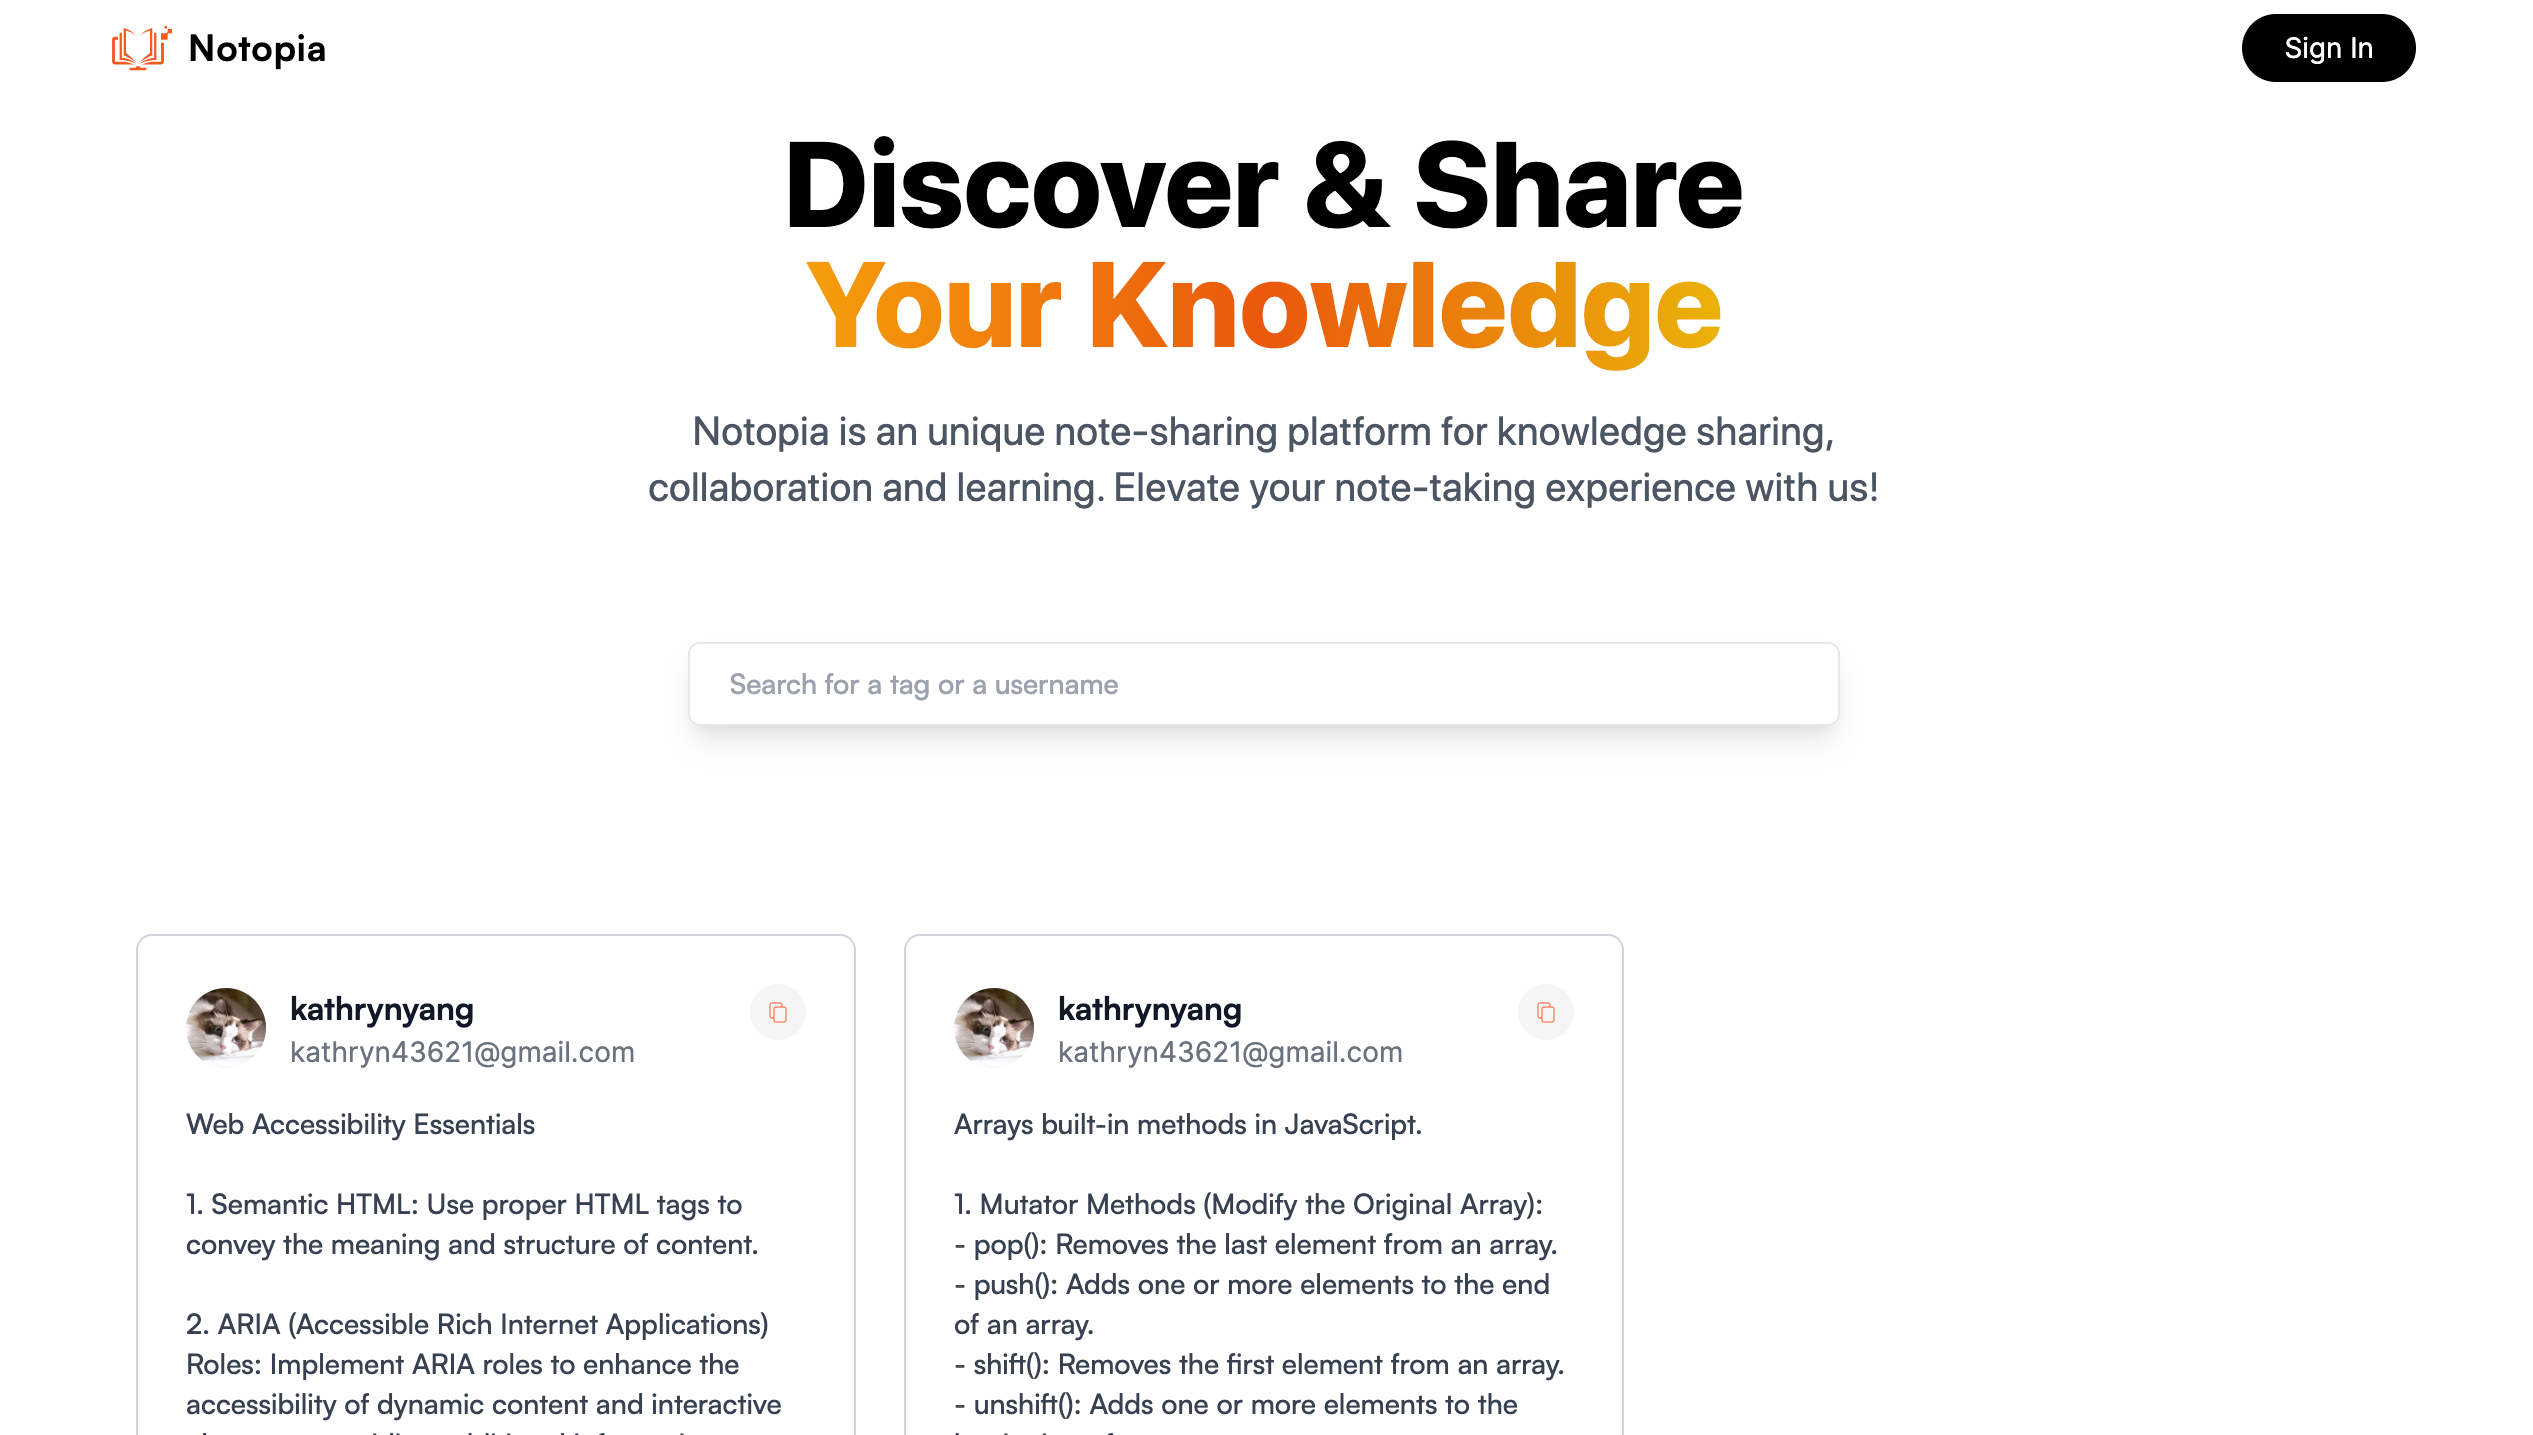 Notopia
Sign In
Discover & Share
Your Knowledge
Notopia is an unique note-sharing platform for knowledge sharing,
collaboration and learning. Elevate your note-taking experience with us!
Search for a tag or a username
kathrynyang
kathryn43621@gmail.com
Web Accessibility Essentials
1. Semantic HTML: Use proper HTML tags to
convey the meaning and structure of content.
2. ARIA (Accessible Rich Internet Applications)
Roles: Implement ARIA roles to enhance the
accessibility of dynamic content and interactive
kathrynyang
kathryn43621@gmail.com
Arrays built-in methods in JavaScript.
1. Mutator Methods (Modify the Original Array):
- pop(): Removes the last element from an array.
- push(): Adds one or more elements to the end
of an array.
- shift(): Removes the first element from an array.
- unshift(): Adds one or more elements to the